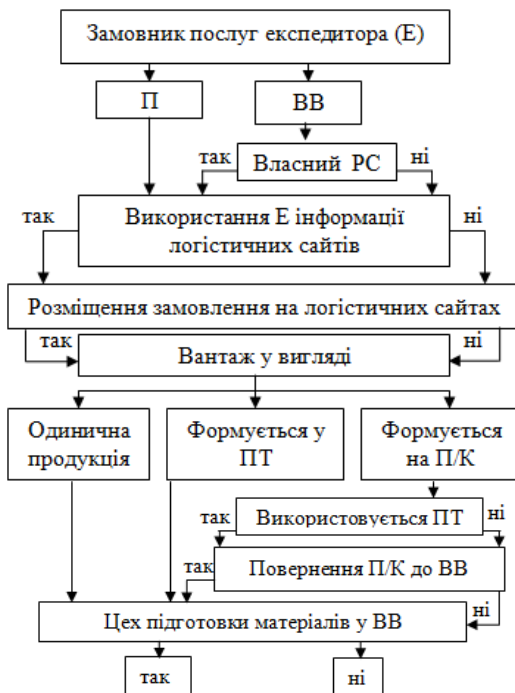 Замовник послуг експедитора (Е)
П
ВВ
так
Власний РС
ні
так
Використання Е інформації
логістичних сайтів
ні
Розміщення замовлення на логістичних сайтах
так
Вантаж у вигляді
ні
Одинична
продукція
Формується у
ПТ
Формується
на П/К
так
Використовується ПТ
ні
так
Повернення П/К до ВВ
Цех підготовки матеріалів у ВВ
ні
так
ні